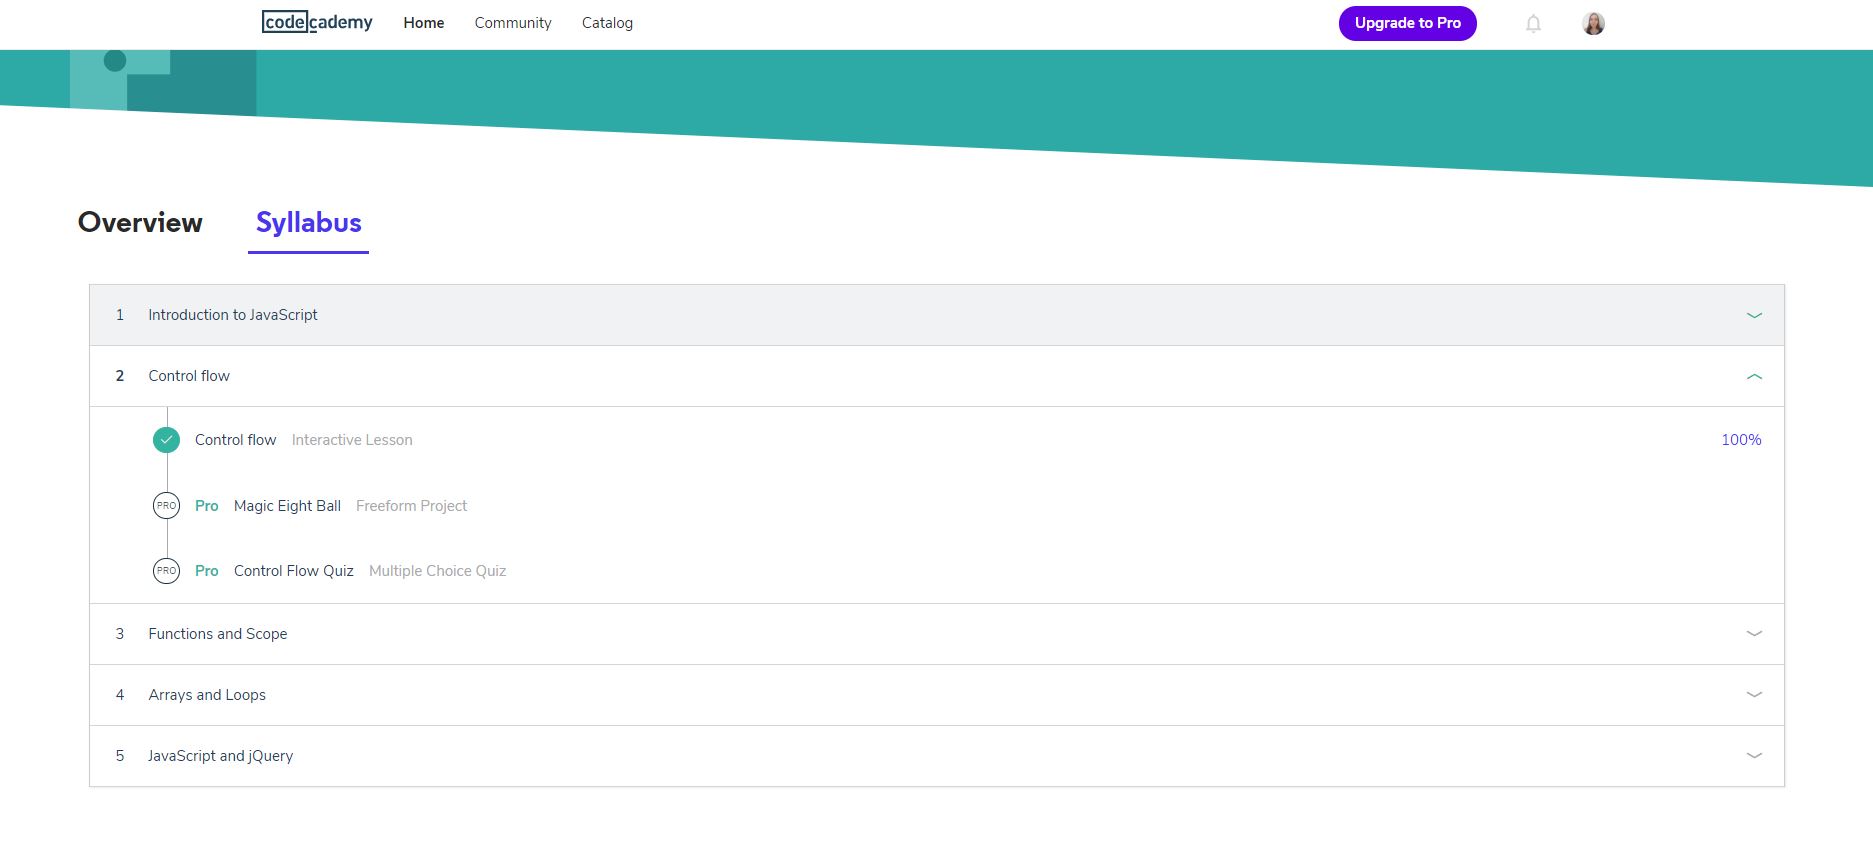 codecademy Home Community Catalog Upgrade to Pro
Overview Syllabus
1 Introduction to JavaScript
2 Control flow
Control flow Interactive Lesson 100%
PRO Pro Magic Eight Ball Freeform Project
PRO Pro Control Flow Quiz Multiple Choice Quiz
3 Functions and Scope
4 Arrays and Loops
5 JavaScript and jQuery